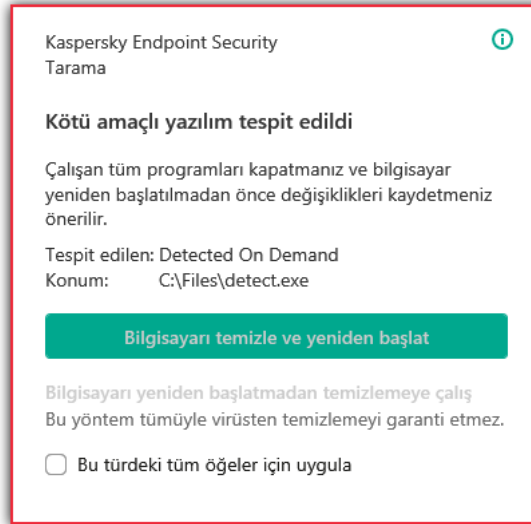 Kaspersky Endpoint Security
Tarama
Kötü amaçlı yazılım tespit edildi
Çalışan tüm programları kapatmanız ve bilgisayar
yeniden başlatılmadan önce değişiklikleri kaydetmeniz
önerilir.
Tespit edilen: Detected On Demand
Konum: C:\Files\detect.exe
Bilgisayarı temizle ve yeniden başlat
Bilgisayarı yeniden başlatmadan temizlemeye çalış
Bu yöntem tümüyle virüsten temizlemeyi garanti etmez.
Bu türdeki tüm öğeler için uygula